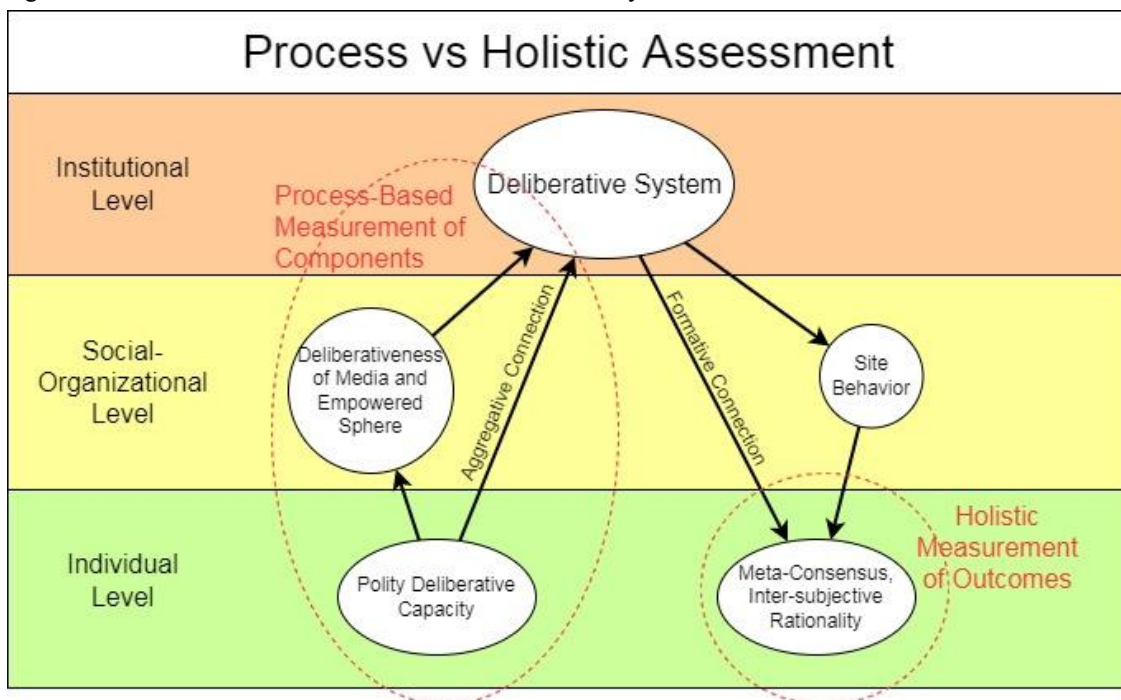 Process vs Holistic Assessment
Institutional
Level
Deliberative System
Process-Based
Measurement of
Components
Social-
Organizational
Level
Deliberativeness
of Media and
Empowered
Sphere
Aggregative Connection
Formative Connection
Site
Behavior
Individual
Level
Polity Deliberative
Capacity
Meta-Consensus,
Inter-subjective
Rationality
Holistic
Measurement
of Outcomes